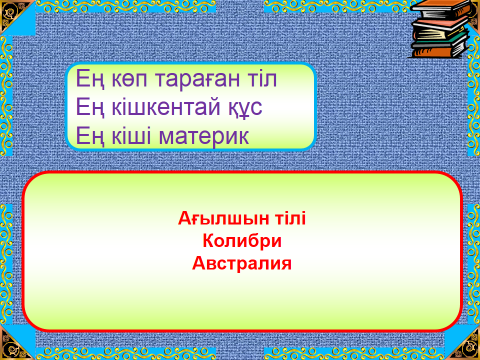 Ең көп тараған тіл
Ең кішкентай құс
Ең кіші материк
Ағылшын тілі
Колибри
Австралия